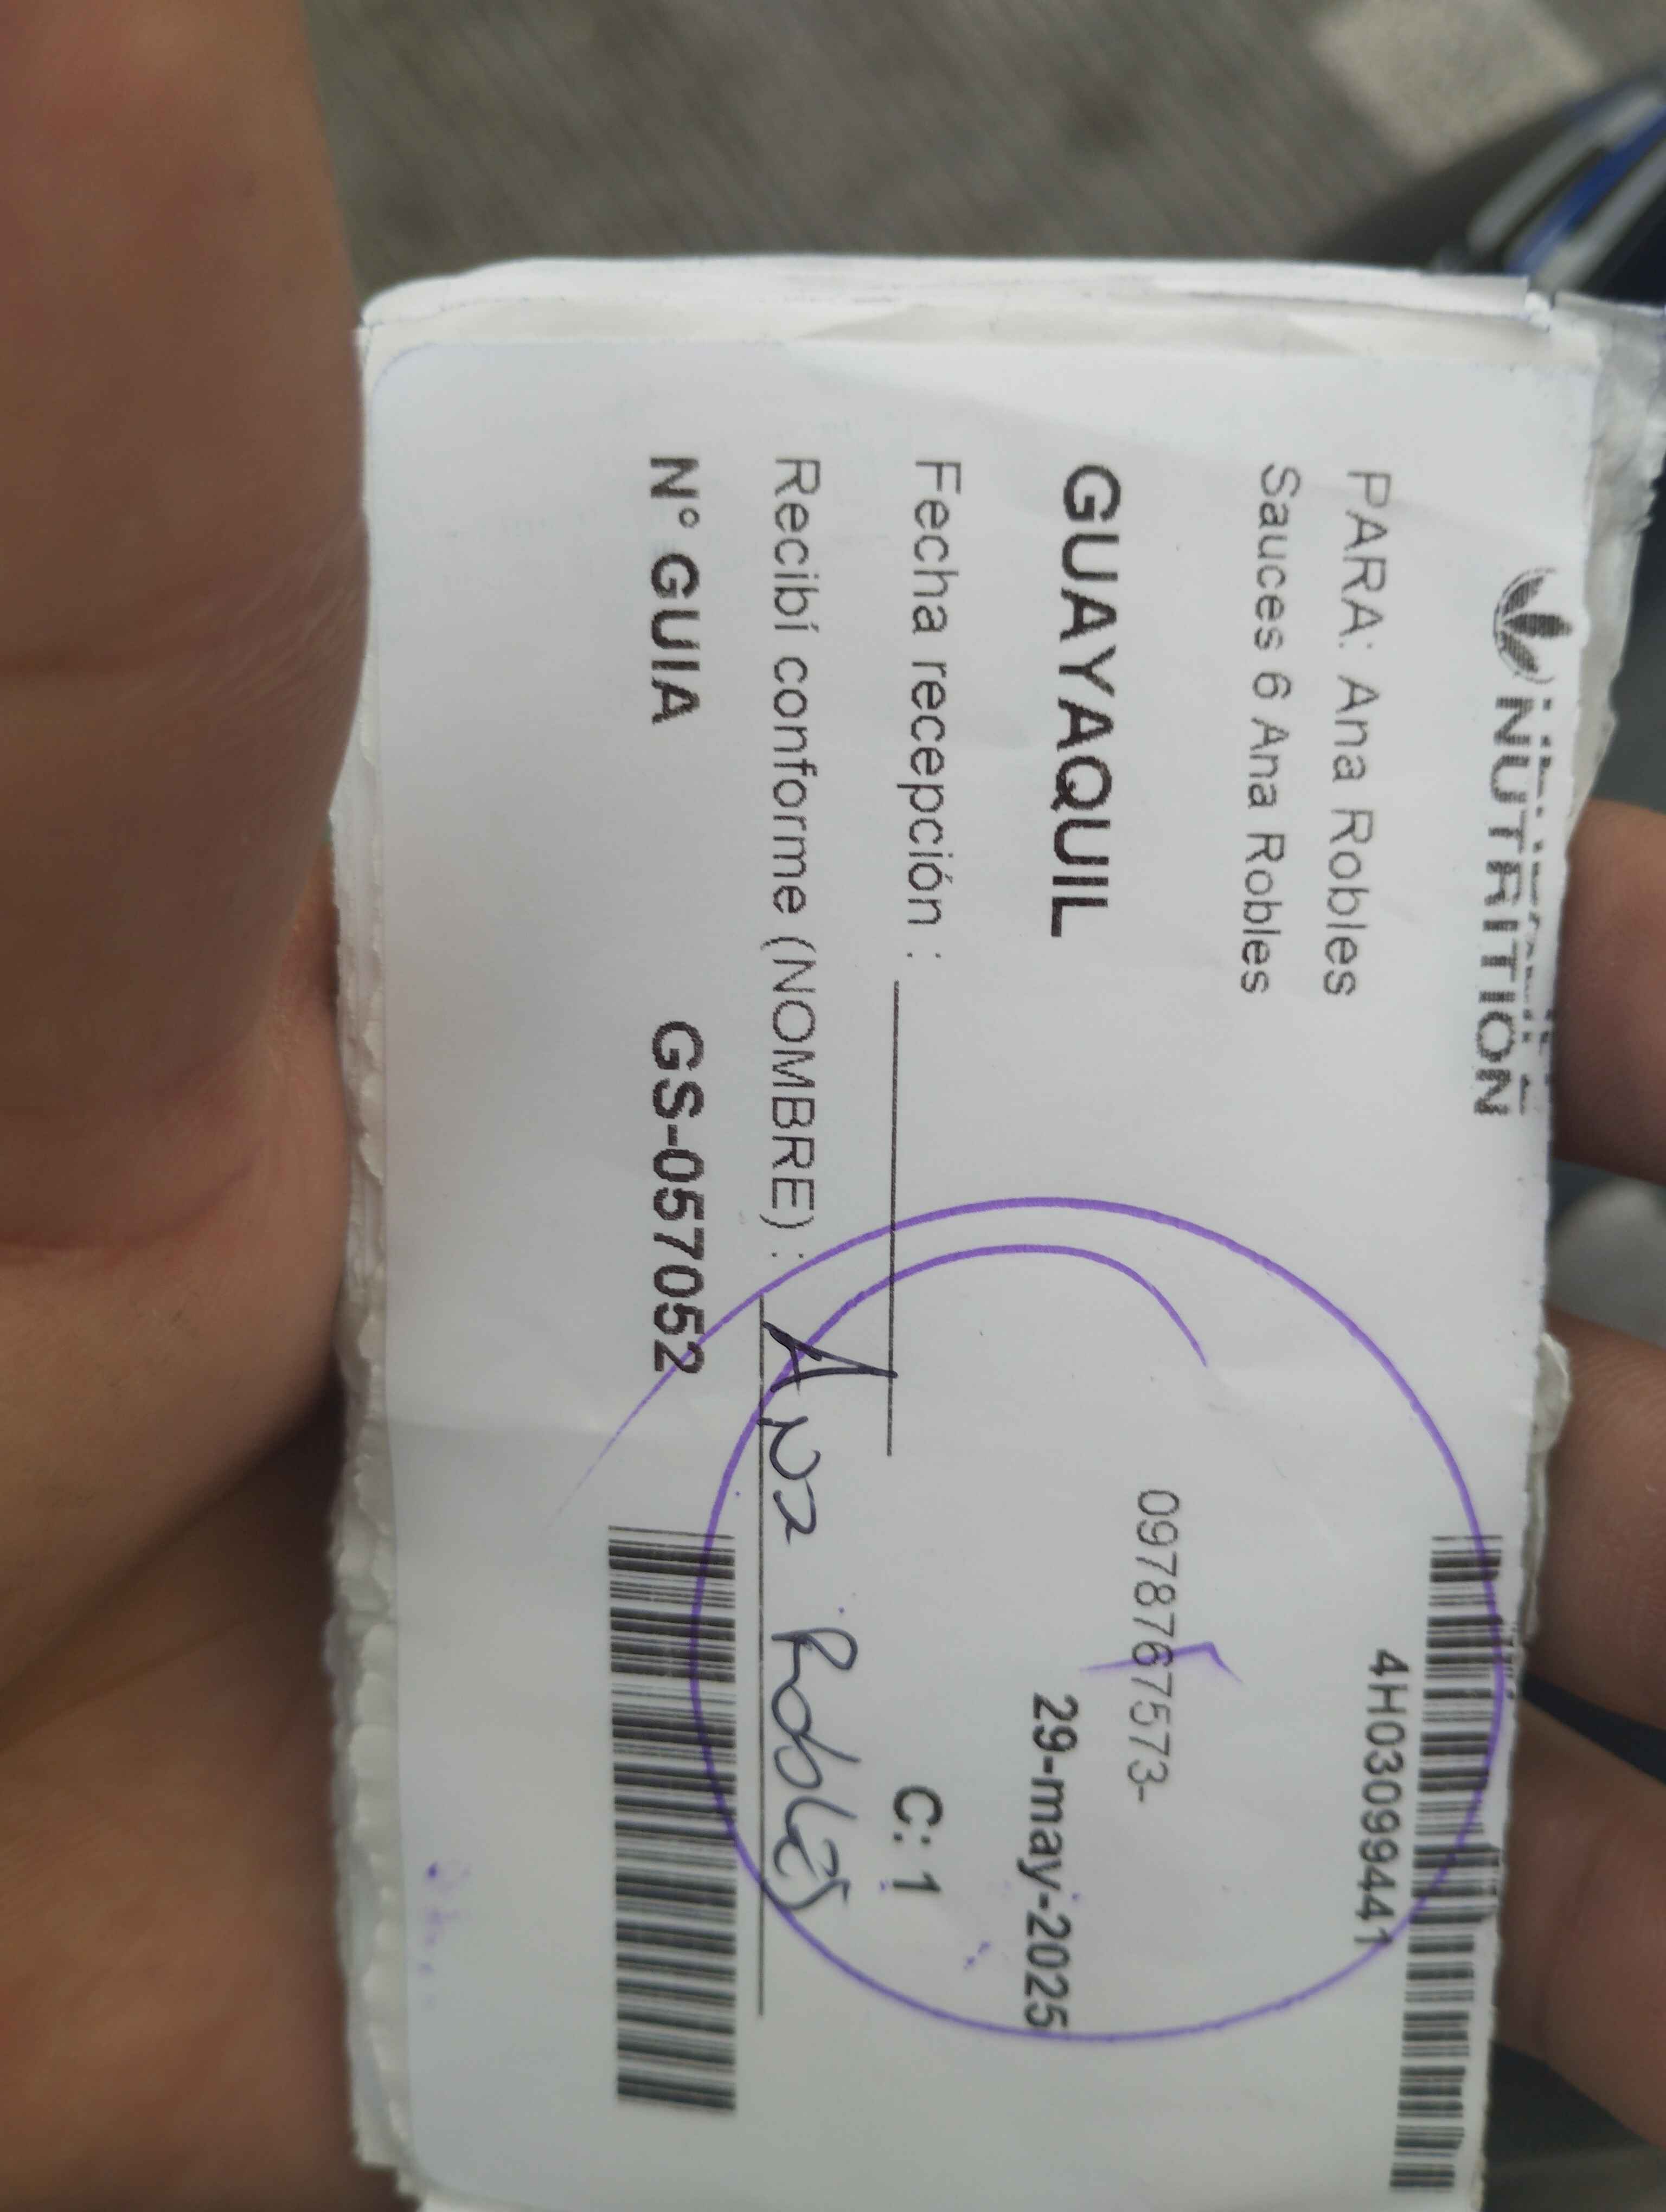 NUTRITION
4H03099441
PARA: Ana Robles
Sauces 6 Ana Robles
0978767573-
GUAYAQUIL
29-may-2025
Fecha recepción :
C: 1
Recibí conforme (NOMBRE) : Ana Robles
N° GUIA GS-057052